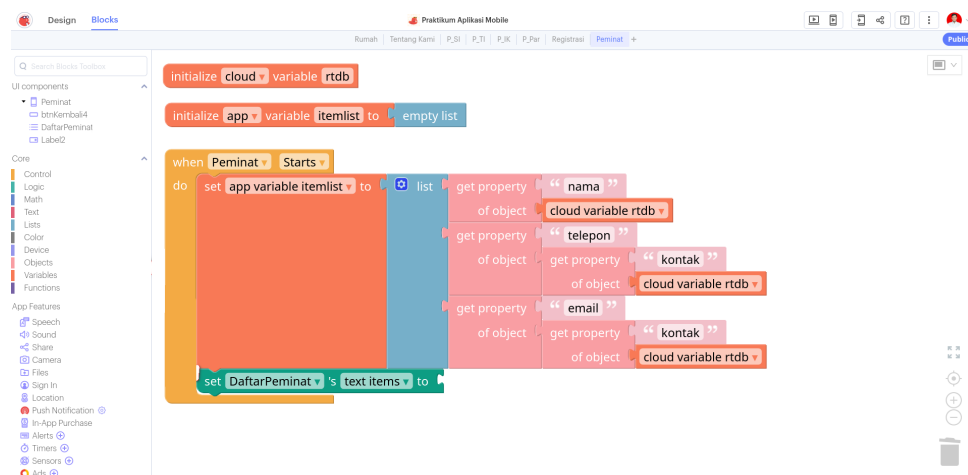 Design Blocks Praktikum Aplikasi Mobile
Rumah Tentang Kami P_SI P_TI P_IK P_Par Registrasi Peminat + Public
Search Blocks Toolbox
UI components
Peminat
btnKembali4
DaftarPeminat
Label2
Core
Control
Logic
Math
Text
Lists
Color
Device
Objects
Variables
Functions
App Features
Speech
Sound
Share
Camera
Files
Sign In
Location
Push Notification
In-App Purchase
Alerts
Timers
Sensors
Ads
initialize cloud variable rtdb
initialize app variable itemlist to empty list
when Peminat Starts
do set app variable itemlist to list get property “ nama ”
of object cloud variable rtdb
get property “ telepon ”
of object get property “ kontak ”
of object cloud variable rtdb
get property “ email ”
of object get property “ kontak ”
of object cloud variable rtdb
set DaftarPeminat 's text items to